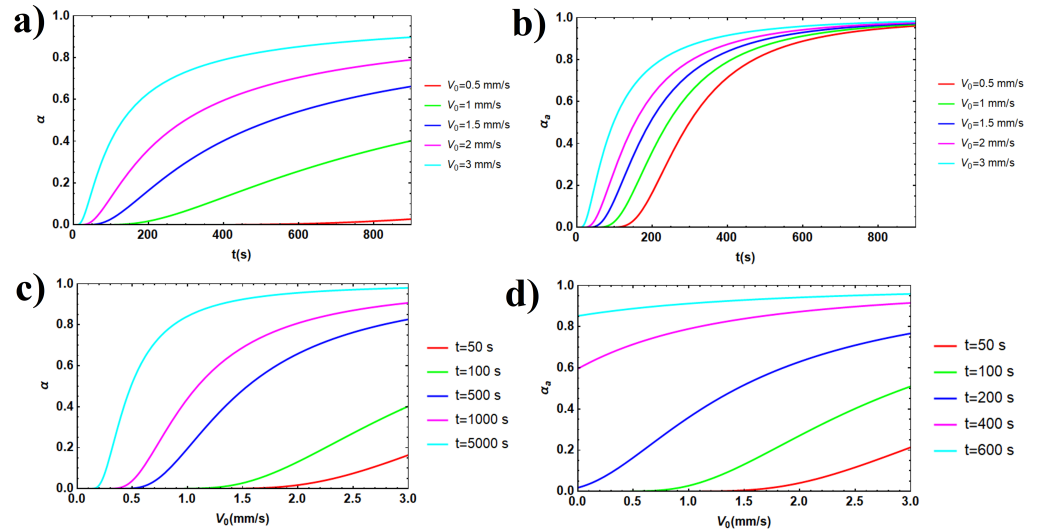 a)
1.0
0.8
0.6
0.4
0.2
0.0
α
0
200
400
600
800
t(s)
V0=0.5 mm/s
V0=1 mm/s
V0=1.5 mm/s
V0=2 mm/s
V0=3 mm/s
b)
1.0
0.8
0.6
0.4
0.2
0.0
αa
0
200
400
600
800
t(s)
V0=0.5 mm/s
V0=1 mm/s
V0=1.5 mm/s
V0=2 mm/s
V0=3 mm/s
c)
1.0
0.8
0.6
0.4
0.2
0.0
α
0.0
0.5
1.0
1.5
2.0
2.5
3.0
V0(mm/s)
t=50 s
t=100 s
t=500 s
t=1000 s
t=5000 s
d)
1.0
0.8
0.6
0.4
0.2
0.0
αa
0.0
0.5
1.0
1.5
2.0
2.5
3.0
V0(mm/s)
t=50 s
t=100 s
t=200 s
t=400 s
t=600 s